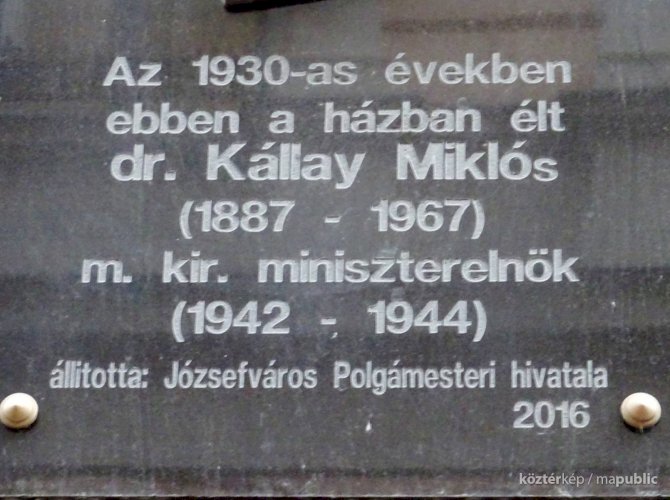 Az 1930-as években
ebben a házban élt
dr. Kállay Miklós
(1887 - 1967)
m. kir. miniszterelnök
(1942 - 1944)
állitotta: Józsefváros Polgámesteri hivatala
2016
köztérkép / mapublic